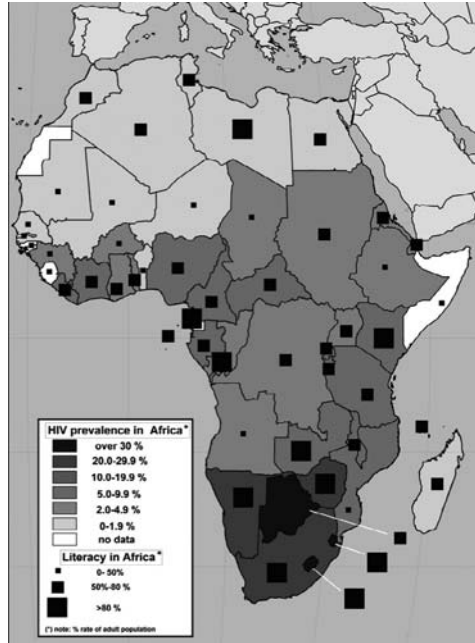 HIV prevalence in Africa*
over 30 %
20.0-29.9 %
10.0-19.9 %
5.0-9.9 %
2.0-4.9 %
0-1.9 %
no data
Literacy in Africa*
0- 50%
50%-80 %
>80 %
(*) note: % rate of adult population